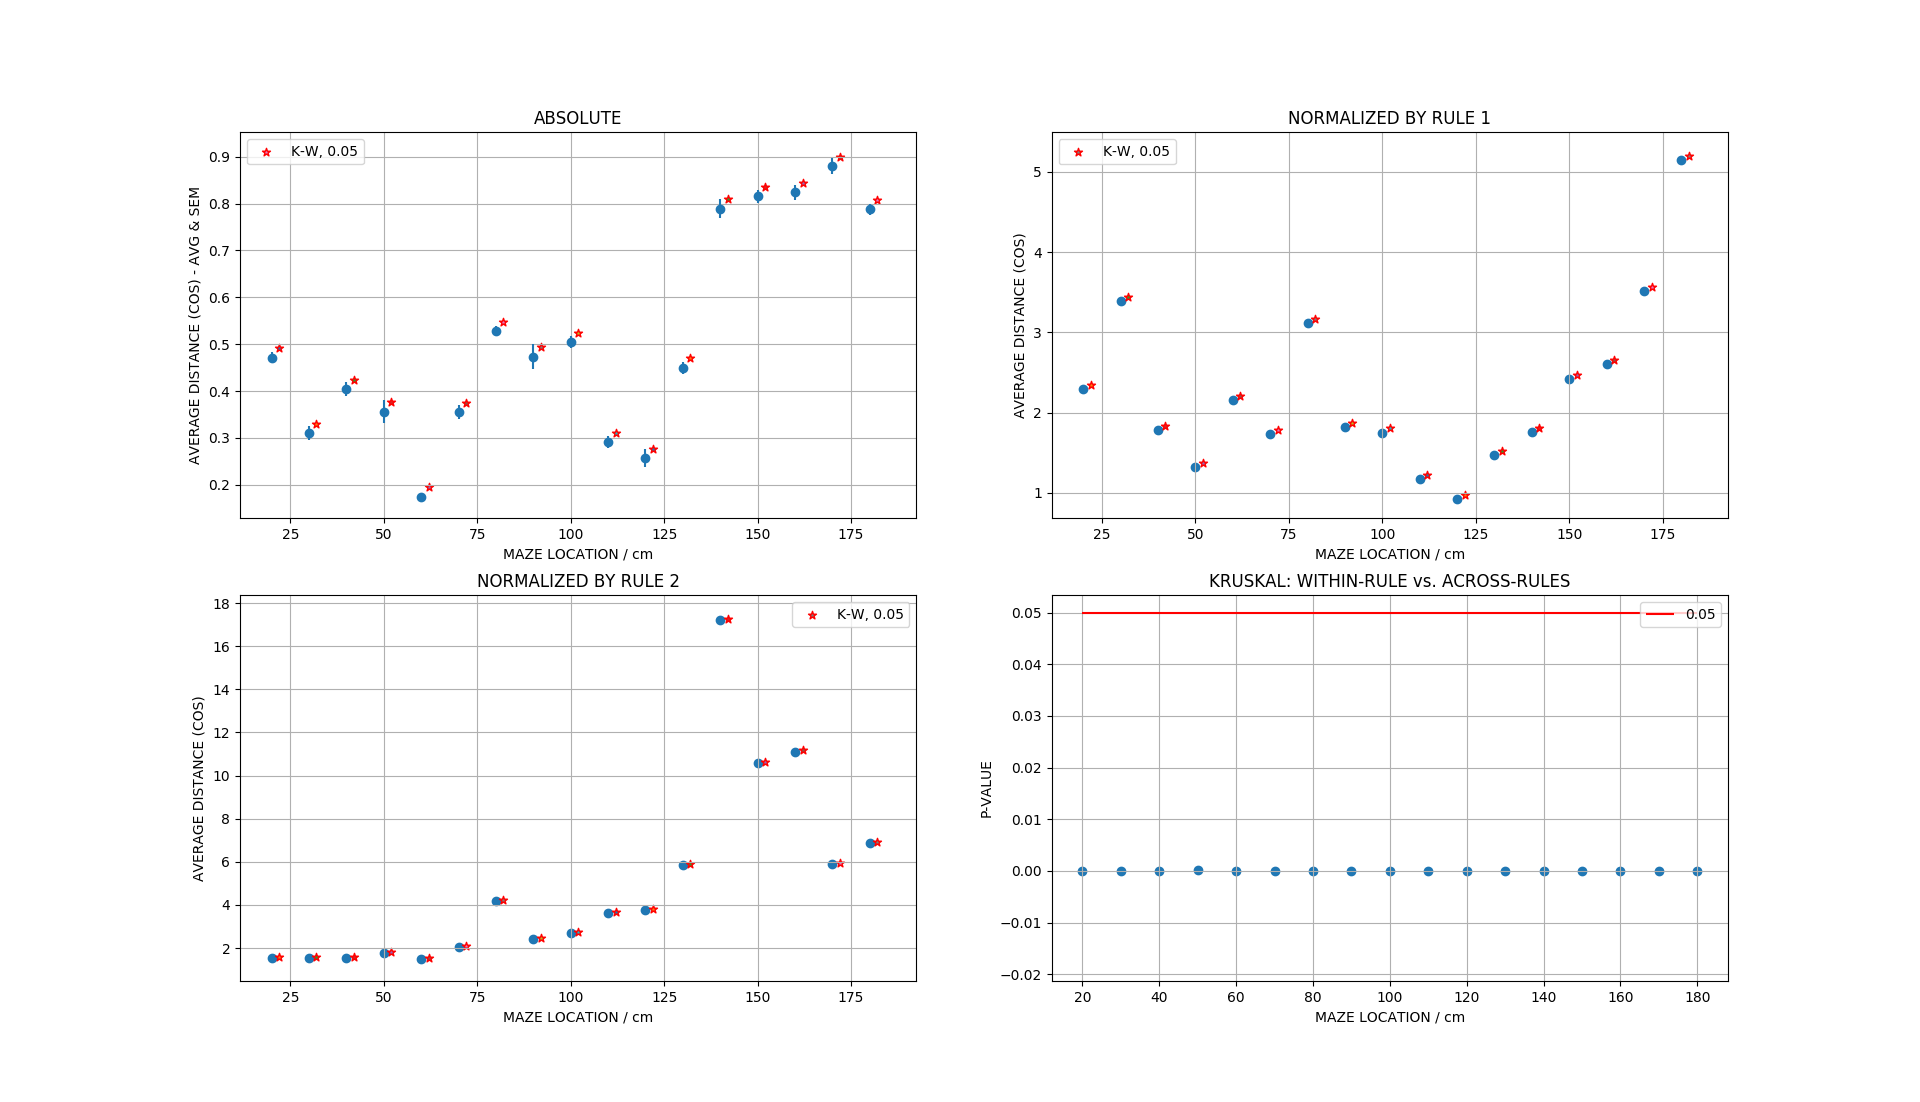 ABSOLUTE
K-W, 0.05
0.9
0.8
0.7
0.6
0.5
0.4
0.3
0.2
AVERAGE DISTANCE (COS) - AVG & SEM
25 50 75 100 125 150 175
MAZE LOCATION / cm
NORMALIZED BY RULE 1
K-W, 0.05
5
4
3
2
1
AVERAGE DISTANCE (COS)
25 50 75 100 125 150 175
MAZE LOCATION / cm
NORMALIZED BY RULE 2
K-W, 0.05
18
16
14
12
10
8
6
4
2
AVERAGE DISTANCE (COS)
25 50 75 100 125 150 175
MAZE LOCATION / cm
KRUSKAL: WITHIN-RULE vs. ACROSS-RULES
0.05
0.05
0.04
0.03
0.02
0.01
0.00
−0.01
−0.02
P-VALUE
20 40 60 80 100 120 140 160 180
MAZE LOCATION / cm